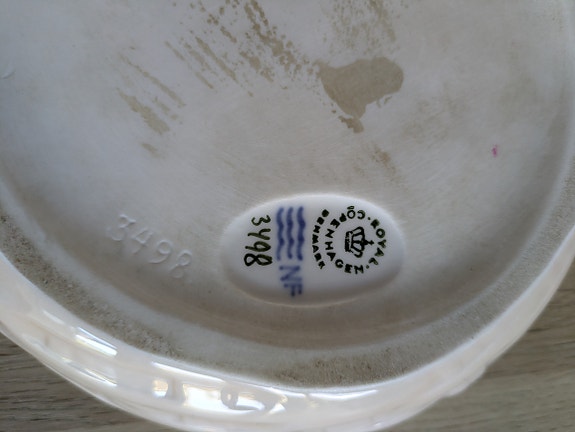 3498
ROYAL COPENHAGEN
DENMARK
NF
3498